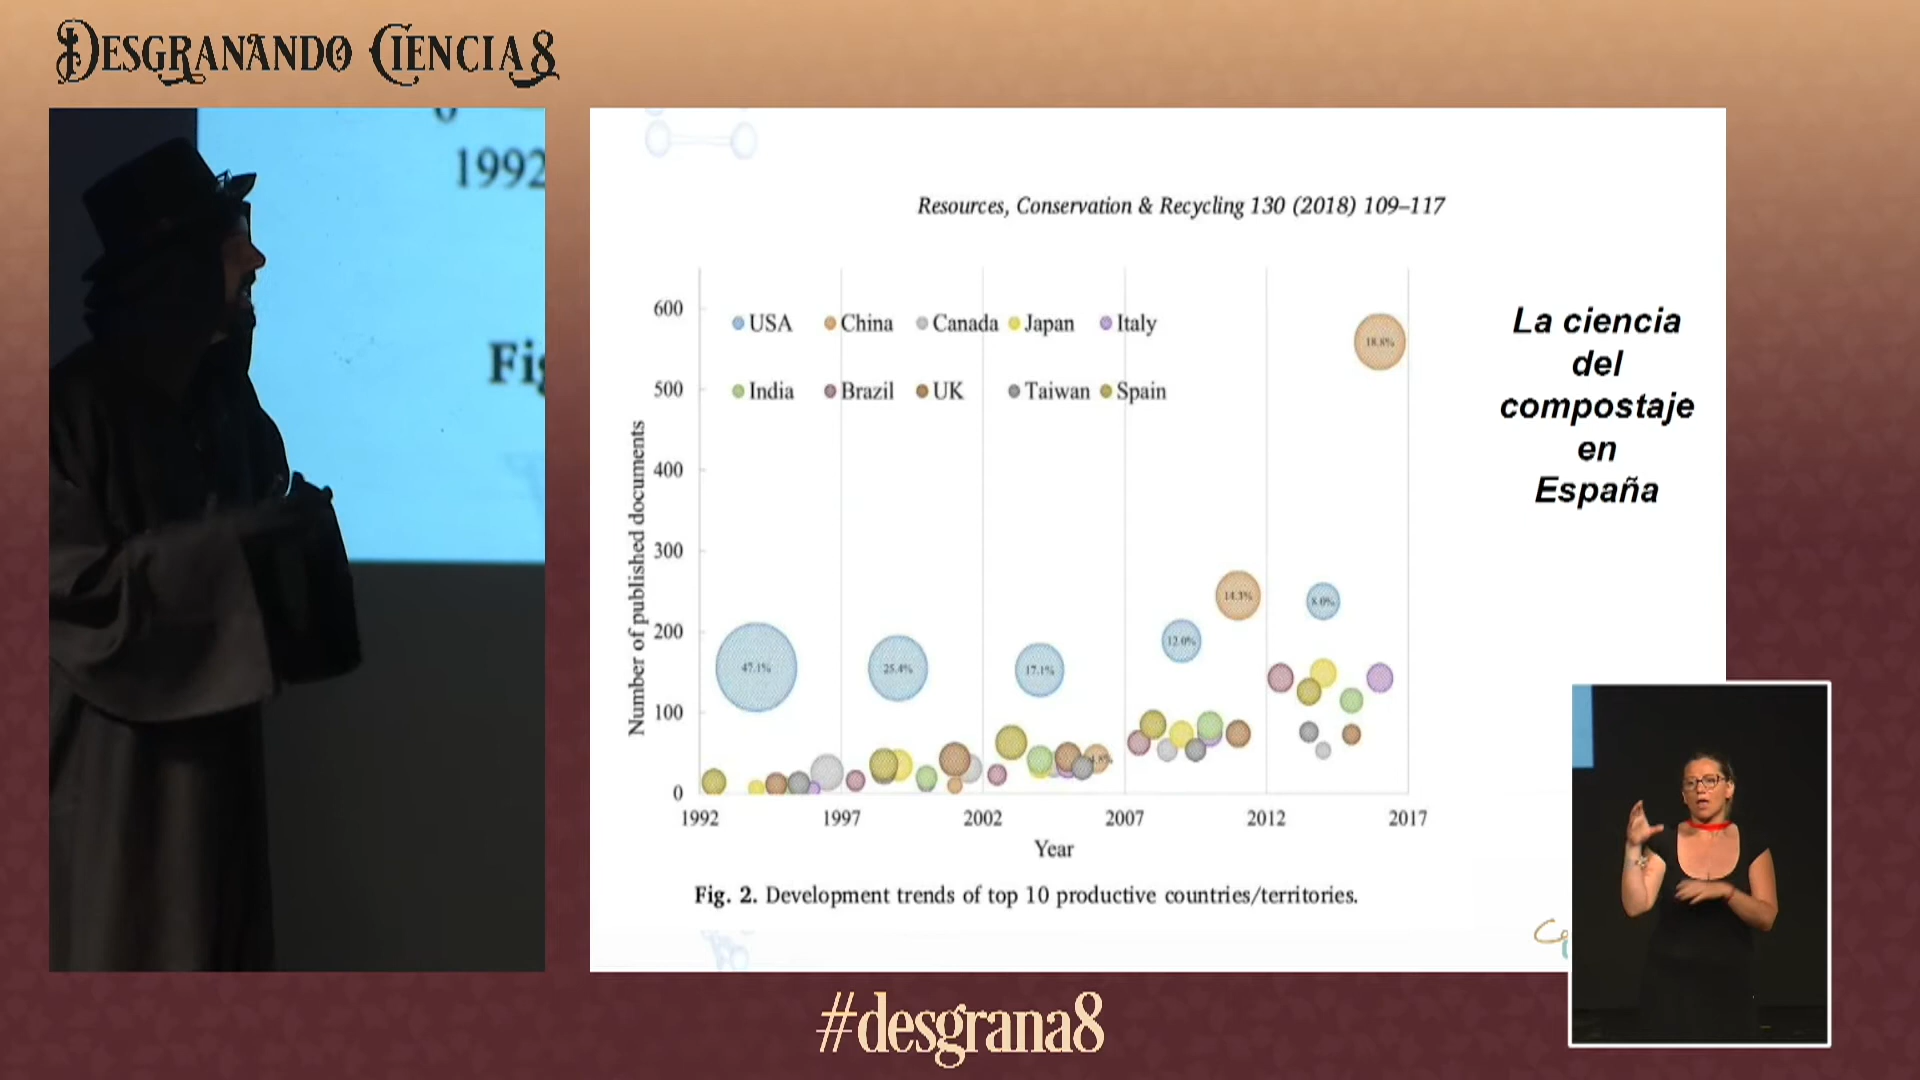 DESGRANANDO CIENCIA8
1992
Fig
Resources, Conservation & Recycling 130 (2018) 109–117
Number of published documents
600
500
400
300
200
100
0
USA China Canada Japan Italy
India Brazil UK Taiwan Spain
47.1%
25.4%
17.1%
12.0%
14.3%
8.0%
18.8%
1992 1997 2002 2007 2012 2017
Year
Fig. 2. Development trends of top 10 productive countries/territories.
La ciencia
del
compostaje
en
España
#desgrana8